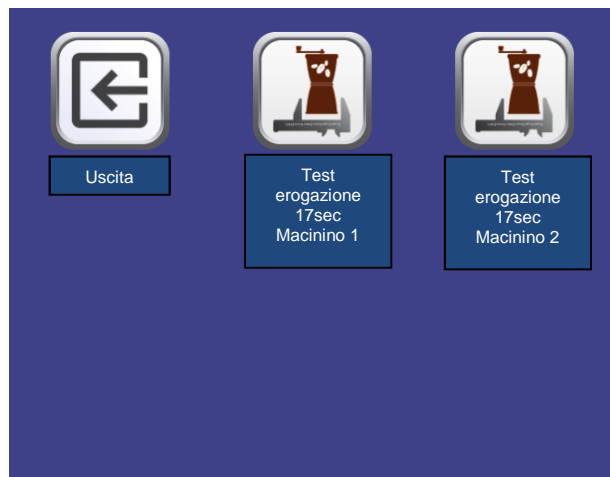 Uscita
Test
erogazione
17sec
Macinino 1
Test
erogazione
17sec
Macinino 2